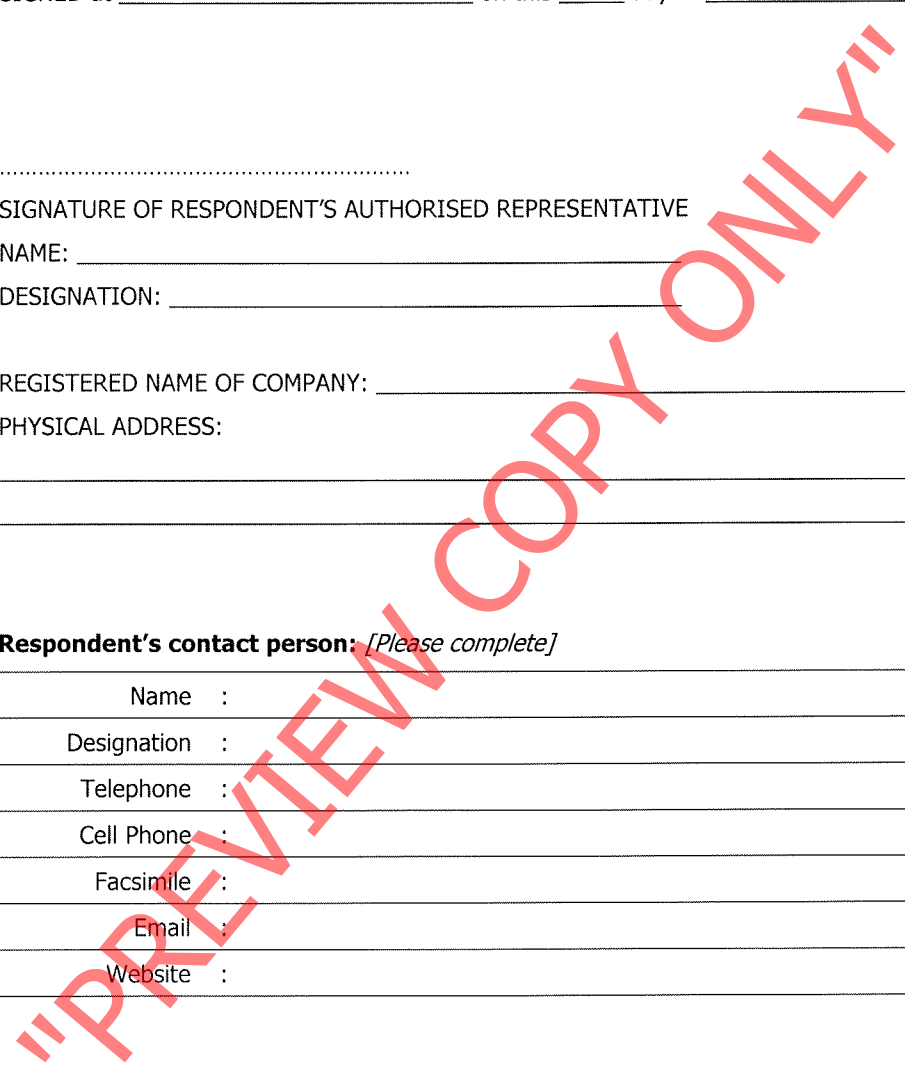 SIGNATURE OF RESPONDENT'S AUTHORISED REPRESENTATIVE
NAME:
DESIGNATION:
REGISTERED NAME OF COMPANY:
PHYSICAL ADDRESS:
Respondent's contact person: [Please complete]
Name :
Designation :
Telephone :
Cell Phone :
Facsimile :
Email :
Website :
"PREVIEW COPY ONLY"